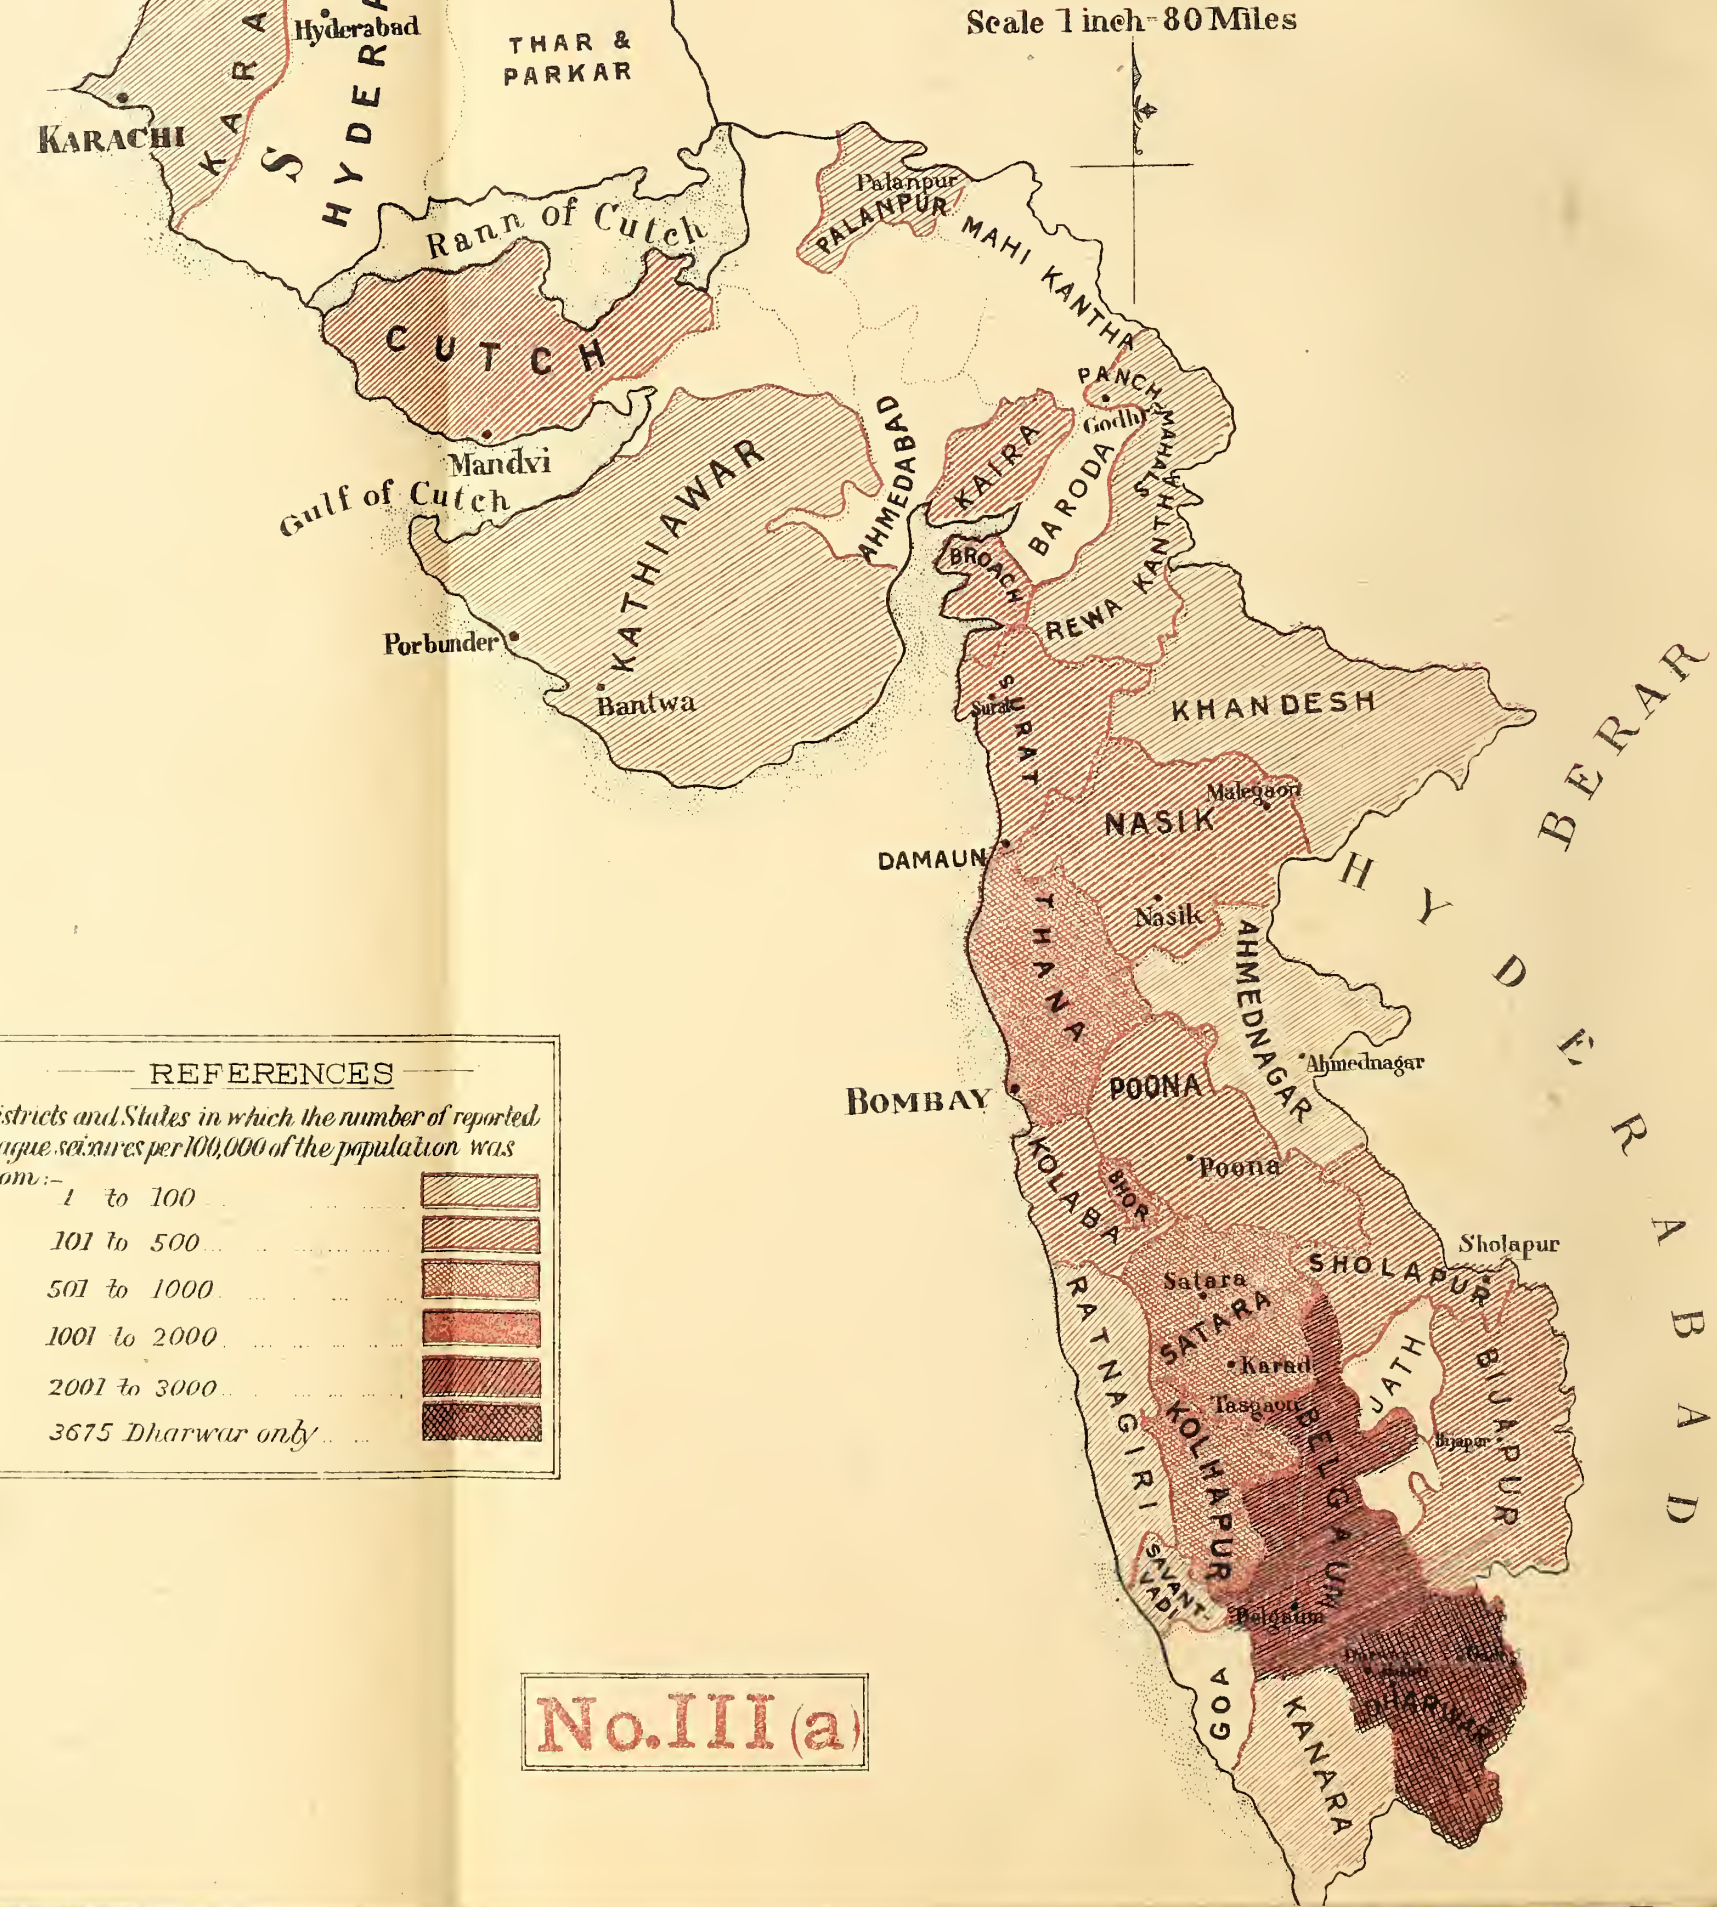 Scale 1 inch-80 Miles
Hyderabad
THAR &
PARKAR
KARA
HYDERA
S
KARACHI
Rann of Cutch
Palanpur
PALANPUR
MAHI KANTHA
CUTCH
Mandvi
Gulf of Cutch
KATHIAWAR
AHMEDABAD
KAIRA
PANCH-MAHALS
Godh
BARODA
BROACH
REWA KANTHA
Porbunder
Bantwa
SURAT
Surat
KHANDESH
BERAR
Malegaon
NASIK
DAMAUN
Nasik
THANA
AHMEDNAGAR
Ahmednagar
HYDERABAD
BOMBAY
POONA
Poona
KOLABA
BHOR
Sholapur
SHOLAPUR
Satara
SATARA
RATNAGIRI
Karad
JATH
BIJAPUR
Tasgaon
Bijapur
KOLHAPUR
BELGAUM
SAVANT-
VADI
Belgaum
DHARWAR
GOA
KANARA
REFERENCES
istricts and States in which the number of reported
ague seizures per 100,000 of the population was
om:-
1 to 100
101 to 500
501 to 1000
1001 to 2000
2001 to 3000
3675 Dharwar only
No.III(a)